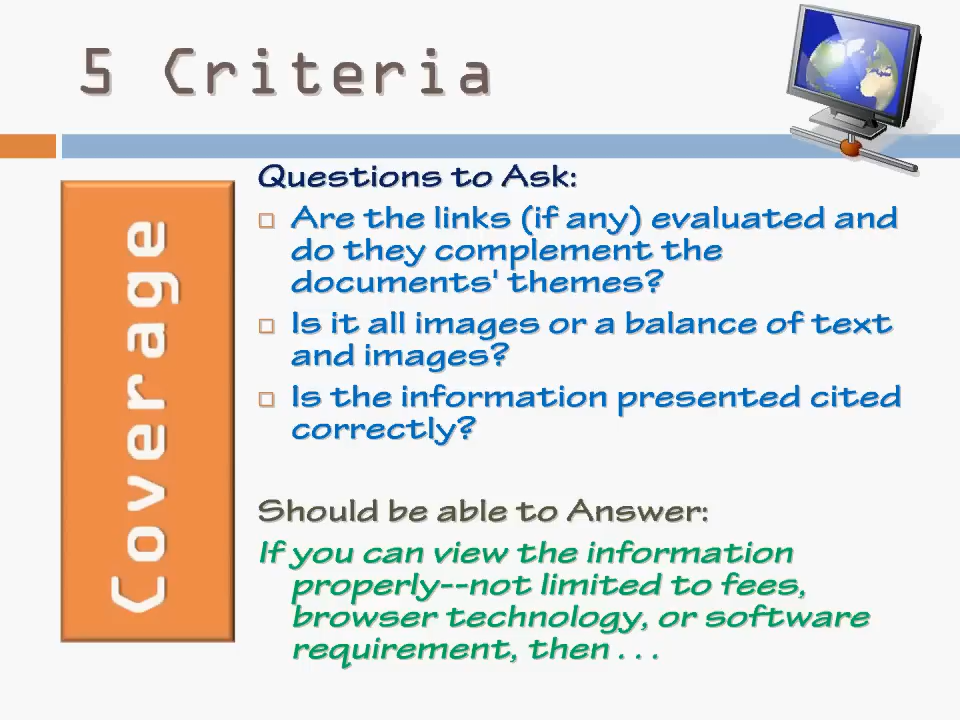 5 Criteria
Coverage
Questions to Ask:
Are the links (if any) evaluated and
do they complement the
documents' themes?
Is it all images or a balance of text
and images?
Is the information presented cited
correctly?
Should be able to Answer:
If you can view the information
properly--not limited to fees,
browser technology, or software
requirement, then . . .